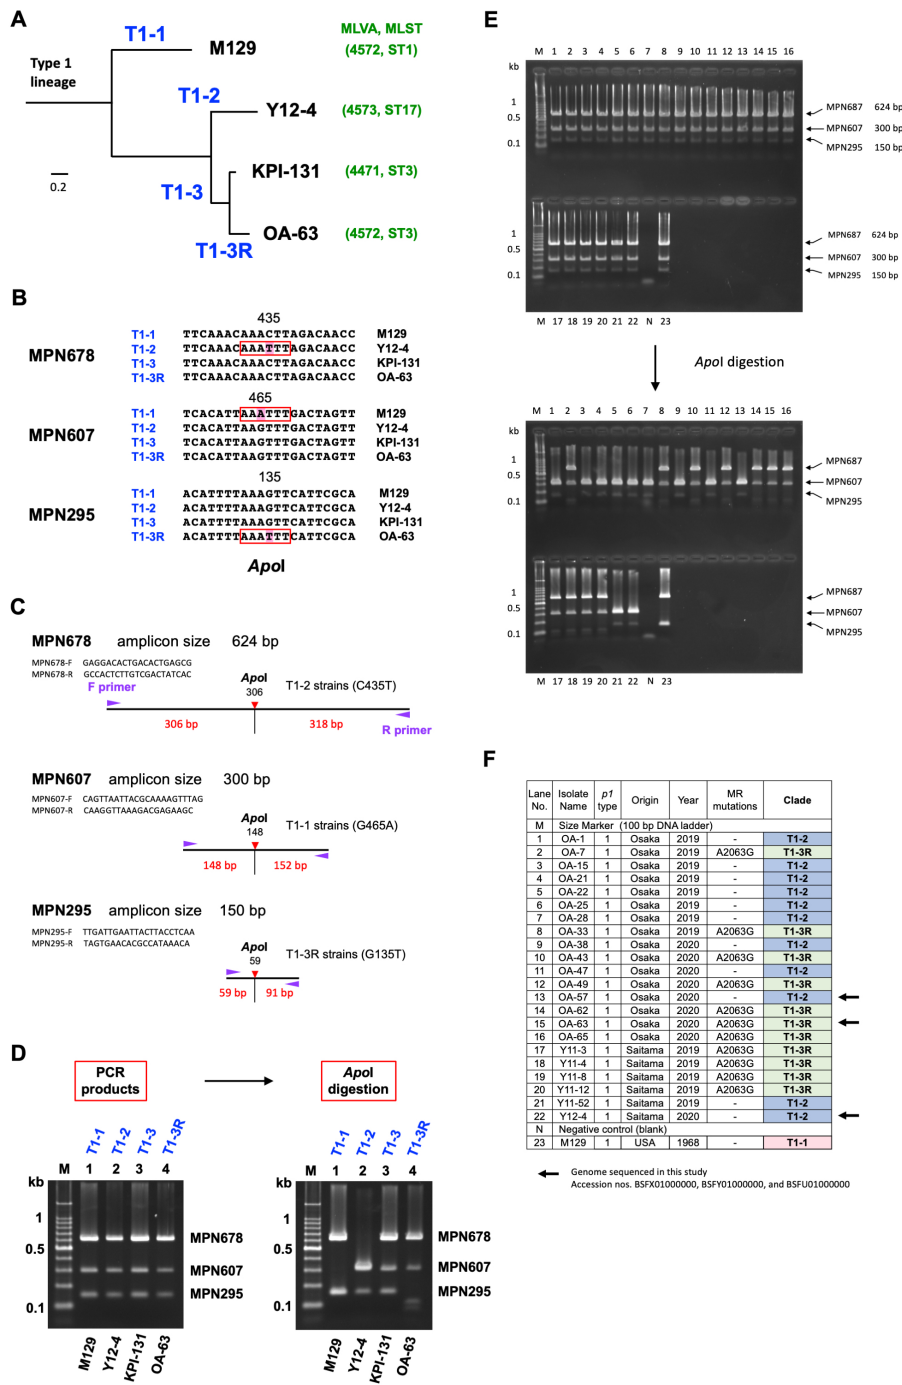 A
T1-1
MLVA, MLST
M129
(4572, ST1)
Type 1
lineage
T1-2
Y12-4
(4573, ST17)
KPI-131
(4471, ST3)
0.2
T1-3
OA-63
(4572, ST3)
T1-3R
B
435
MPN678
T1-1 TTCAAACAAACTTAGACAACC M129
T1-2 TTCAAACAAATTTAGACAACC Y12-4
T1-3 TTCAAACAAACTTAGACAACC KPI-131
T1-3R TTCAAACAAACTTAGACAACC OA-63
465
MPN607
T1-1 TCACATTAAATTTGACTAGTT M129
T1-2 TCACATTAAGTTTGACTAGTT Y12-4
T1-3 TCACATTAAGTTTGACTAGTT KPI-131
T1-3R TCACATTAAGTTTGACTAGTT OA-63
135
MPN295
T1-1 ACATTTTAAAGTTCATTCGCA M129
T1-2 ACATTTTAAAGTTCATTCGCA Y12-4
T1-3 ACATTTTAAAGTTCATTCGCA KPI-131
T1-3R ACATTTTAAATTTCATTCGCA OA-63
ApoI
C
MPN678 amplicon size 624 bp
MPN678-F GAGGACACTGACACTGAGCG
MPN678-R GCCACTCTTGTCGACTATCAC
F primer
ApoI
306
T1-2 strains (C435T)
306 bp 318 bp
R primer
MPN607 amplicon size 300 bp
MPN607-F CAGTTAATTACGCAAAAGTTTAG
MPN607-R CAAGGTTAAAGACGAGAAGC
ApoI
148
T1-1 strains (G465A)
148 bp 152 bp
MPN295 amplicon size 150 bp
MPN295-F TTGATTGAATTACTTACCTCAA
MPN295-R TAGTGAACACGCCATAAACA
ApoI
59
T1-3R strains (G135T)
59 bp 91 bp
D
PCR
products
ApoI
digestion
T1-1 T1-2 T1-3 T1-3R
M 1 2 3 4
kb
1
0.5
0.1
MPN678
MPN607
MPN295
M129 Y12-4 KPI-131 OA-63
T1-1 T1-2 T1-3 T1-3R
M 1 2 3 4
kb
1
0.5
0.1
MPN678
MPN607
MPN295
M129 Y12-4 KPI-131 OA-63
E
M 1 2 3 4 5 6 7 8 9 10 11 12 13 14 15 16
kb
1
0.5
0.1
MPN687 624 bp
MPN607 300 bp
MPN295 150 bp
1
0.5
0.1
MPN687 624 bp
MPN607 300 bp
MPN295 150 bp
M 17 18 19 20 21 22 N 23
ApoI digestion
M 1 2 3 4 5 6 7 8 9 10 11 12 13 14 15 16
kb
1
0.5
0.1
MPN687
MPN607
MPN295
1
0.5
0.1
MPN687
MPN607
MPN295
M 17 18 19 20 21 22 N 23
F
Lane No. Isolate Name p1 type Origin Year MR mutations Clade
M Size Marker (100 bp DNA ladder)
1 OA-1 1 Osaka 2019 - T1-2
2 OA-7 1 Osaka 2019 A2063G T1-3R
3 OA-15 1 Osaka 2019 - T1-2
4 OA-21 1 Osaka 2019 - T1-2
5 OA-22 1 Osaka 2019 - T1-2
6 OA-25 1 Osaka 2019 - T1-2
7 OA-28 1 Osaka 2019 - T1-2
8 OA-33 1 Osaka 2019 A2063G T1-3R
9 OA-38 1 Osaka 2020 - T1-2
10 OA-43 1 Osaka 2020 A2063G T1-3R
11 OA-47 1 Osaka 2020 - T1-2
12 OA-49 1 Osaka 2020 A2063G T1-3R
13 OA-57 1 Osaka 2020 - T1-2
14 OA-62 1 Osaka 2020 A2063G T1-3R
15 OA-63 1 Osaka 2020 A2063G T1-3R
16 OA-65 1 Osaka 2020 A2063G T1-3R
17 Y11-3 1 Saitama 2019 A2063G T1-3R
18 Y11-4 1 Saitama 2019 A2063G T1-3R
19 Y11-8 1 Saitama 2019 A2063G T1-3R
20 Y11-12 1 Saitama 2019 A2063G T1-3R
21 Y11-52 1 Saitama 2019 - T1-2
22 Y12-4 1 Saitama 2020 - T1-2
N Negative control (blank)
23 M129 1 USA 1968 - T1-1
Genome sequenced in this study
Accession nos. BSFX01000000, BSFY01000000, and BSFU01000000